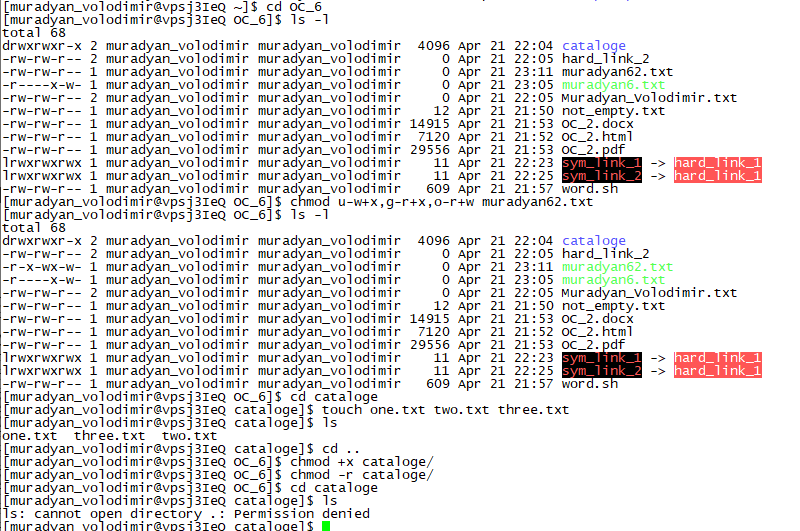 [muradyan_volodimir@vpsj3IeQ ~]$ cd OC_6
[muradyan_volodimir@vpsj3IeQ OC_6]$ ls -l
total 68
drwxrwxr-x 2 muradyan_volodimir muradyan_volodimir  4096 Apr 21 22:04 cataloge
-rw-rw-r-- 2 muradyan_volodimir muradyan_volodimir     0 Apr 21 22:05 hard_link_2
-rw-rw-r-- 1 muradyan_volodimir muradyan_volodimir     0 Apr 21 23:11 muradyan62.txt
-r----x-w- 1 muradyan_volodimir muradyan_volodimir     0 Apr 21 23:05 muradyan6.txt
-rw-rw-r-- 2 muradyan_volodimir muradyan_volodimir     0 Apr 21 22:05 Muradyan_Volodimir.txt
-rw-rw-r-- 1 muradyan_volodimir muradyan_volodimir    12 Apr 21 21:50 not_empty.txt
-rw-rw-r-- 1 muradyan_volodimir muradyan_volodimir 14915 Apr 21 21:53 OC_2.docx
-rw-rw-r-- 1 muradyan_volodimir muradyan_volodimir  7120 Apr 21 21:52 OC_2.html
-rw-rw-r-- 1 muradyan_volodimir muradyan_volodimir 29556 Apr 21 21:53 OC_2.pdf
lrwxrwxrwx 1 muradyan_volodimir muradyan_volodimir    11 Apr 21 22:23 sym_link_1 -> hard_link_1
lrwxrwxrwx 1 muradyan_volodimir muradyan_volodimir    11 Apr 21 22:25 sym_link_2 -> hard_link_1
-rw-rw-r-- 1 muradyan_volodimir muradyan_volodimir   609 Apr 21 21:57 word.sh
[muradyan_volodimir@vpsj3IeQ OC_6]$ chmod u-w+x,g-r+x,o-r+w muradyan62.txt
[muradyan_volodimir@vpsj3IeQ OC_6]$ ls -l
total 68
drwxrwxr-x 2 muradyan_volodimir muradyan_volodimir  4096 Apr 21 22:04 cataloge
-rw-rw-r-- 2 muradyan_volodimir muradyan_volodimir     0 Apr 21 22:05 hard_link_2
-r-x-wx-w- 1 muradyan_volodimir muradyan_volodimir     0 Apr 21 23:11 muradyan62.txt
-r----x-w- 1 muradyan_volodimir muradyan_volodimir     0 Apr 21 23:05 muradyan6.txt
-rw-rw-r-- 2 muradyan_volodimir muradyan_volodimir     0 Apr 21 22:05 Muradyan_Volodimir.txt
-rw-rw-r-- 1 muradyan_volodimir muradyan_volodimir    12 Apr 21 21:50 not_empty.txt
-rw-rw-r-- 1 muradyan_volodimir muradyan_volodimir 14915 Apr 21 21:53 OC_2.docx
-rw-rw-r-- 1 muradyan_volodimir muradyan_volodimir  7120 Apr 21 21:52 OC_2.html
-rw-rw-r-- 1 muradyan_volodimir muradyan_volodimir 29556 Apr 21 21:53 OC_2.pdf
lrwxrwxrwx 1 muradyan_volodimir muradyan_volodimir    11 Apr 21 22:23 sym_link_1 -> hard_link_1
lrwxrwxrwx 1 muradyan_volodimir muradyan_volodimir    11 Apr 21 22:25 sym_link_2 -> hard_link_1
-rw-rw-r-- 1 muradyan_volodimir muradyan_volodimir   609 Apr 21 21:57 word.sh
[muradyan_volodimir@vpsj3IeQ OC_6]$ cd cataloge
[muradyan_volodimir@vpsj3IeQ cataloge]$ touch one.txt two.txt three.txt
[muradyan_volodimir@vpsj3IeQ cataloge]$ ls
one.txt  three.txt  two.txt
[muradyan_volodimir@vpsj3IeQ cataloge]$ cd ..
[muradyan_volodimir@vpsj3IeQ OC_6]$ chmod +x cataloge/
[muradyan_volodimir@vpsj3IeQ OC_6]$ chmod -r cataloge/
[muradyan_volodimir@vpsj3IeQ OC_6]$ cd cataloge
[muradyan_volodimir@vpsj3IeQ cataloge]$ ls
ls: cannot open directory .: Permission denied
[muradyan_volodimir@vpsj3IeQ cataloge]$